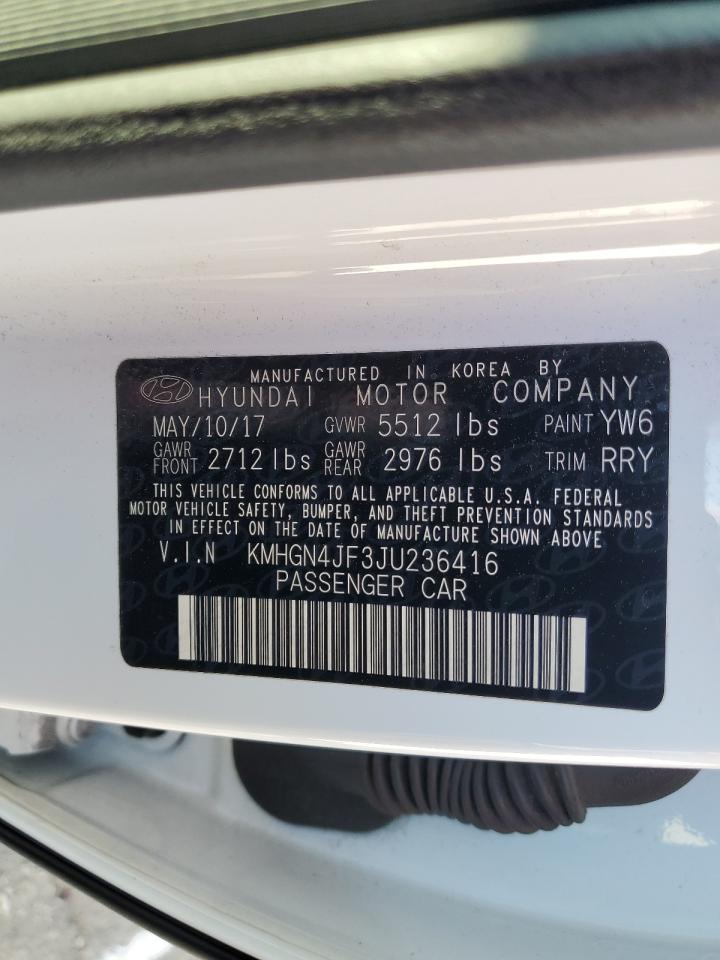 MANUFACTURED IN KOREA BY
HYUNDAI MOTOR COMPANY
MAY/10/17 GVWR 5512 lbs PAINT YW6
GAWR FRONT 2712 lbs GAWR REAR 2976 lbs TRIM RRY
THIS VEHICLE CONFORMS TO ALL APPLICABLE U.S.A. FEDERAL
MOTOR VEHICLE SAFETY, BUMPER, AND THEFT PREVENTION STANDARDS
IN EFFECT ON THE DATE OF MANUFACTURE SHOWN ABOVE
V.I.N KMHGN4JF3JU236416
PASSENGER CAR